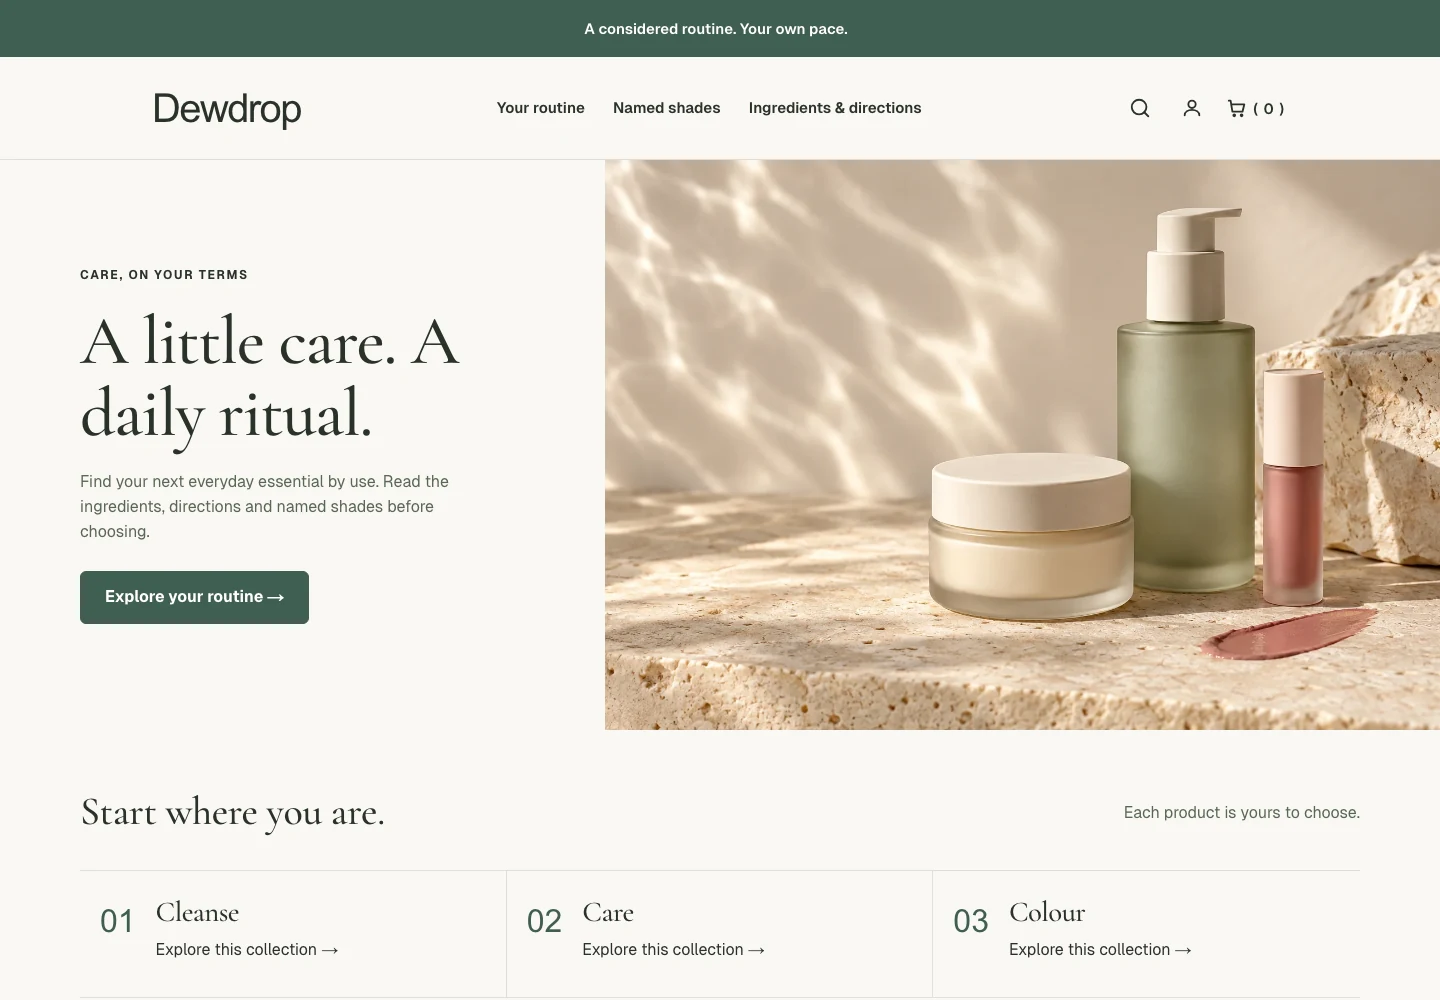 A considered routine. Your own pace.
Dewdrop
Your routine
Named shades
Ingredients & directions
( 0 )
CARE, ON YOUR TERMS
A little care. A
daily ritual.
Find your next everyday essential by use. Read the
ingredients, directions and named shades before
choosing.
Explore your routine →
Start where you are.
Each product is yours to choose.
01
Cleanse
Explore this collection →
02
Care
Explore this collection →
03
Colour
Explore this collection →